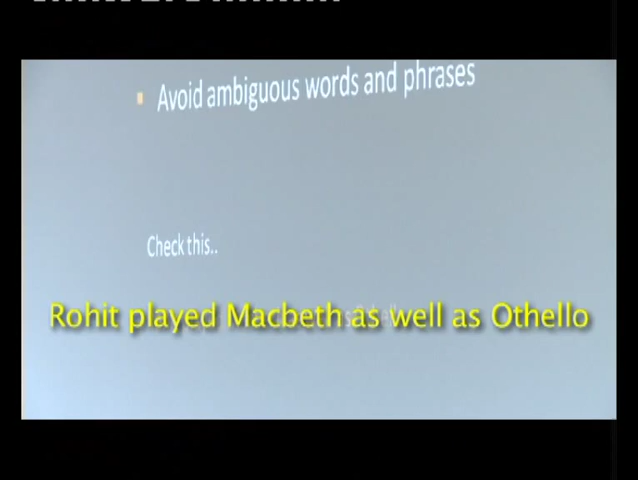 Avoid ambiguous words and phrases
Check this..
Rohit played Macbeth as well as Othello